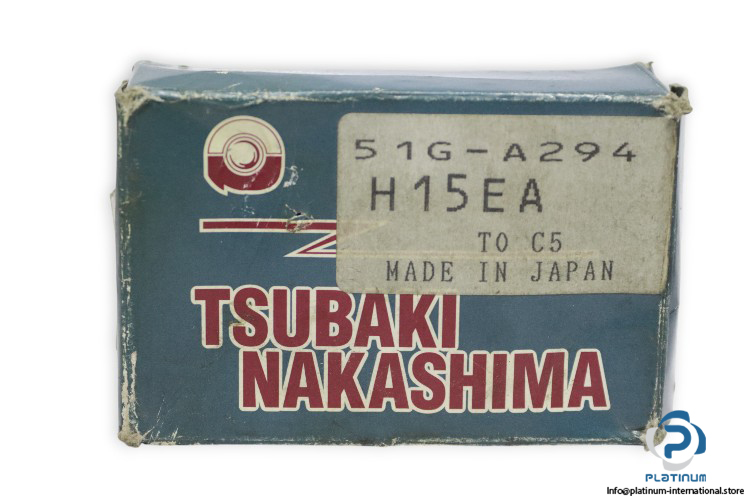 51G-A294
H15EA
TO C5
MADE IN JAPAN
TSUBAKI
NAKASHIMA
PLATINUM
Info@platinum-international.store